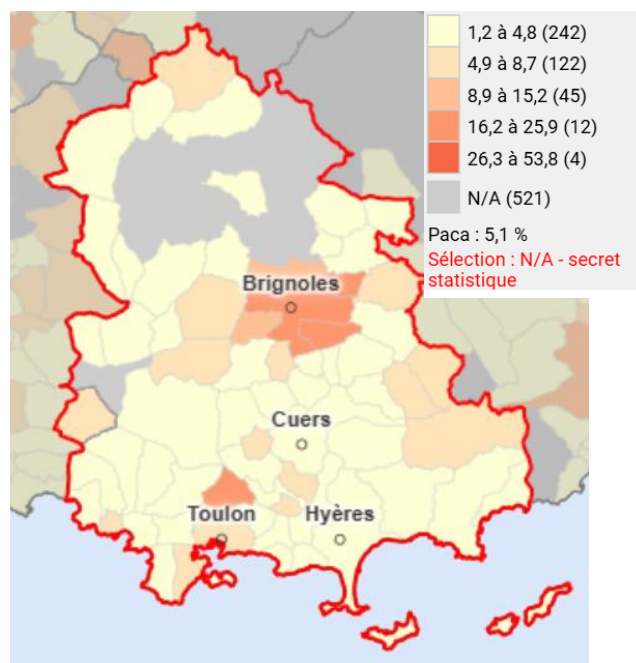 1,2 à 4,8 (242)
4,9 à 8,7 (122)
8,9 à 15,2 (45)
16,2 à 25,9 (12)
26,3 à 53,8 (4)
N/A (521)
Paca : 5,1 %
Sélection : N/A - secret
statistique
Brignoles
Cuers
Toulon
Hyères